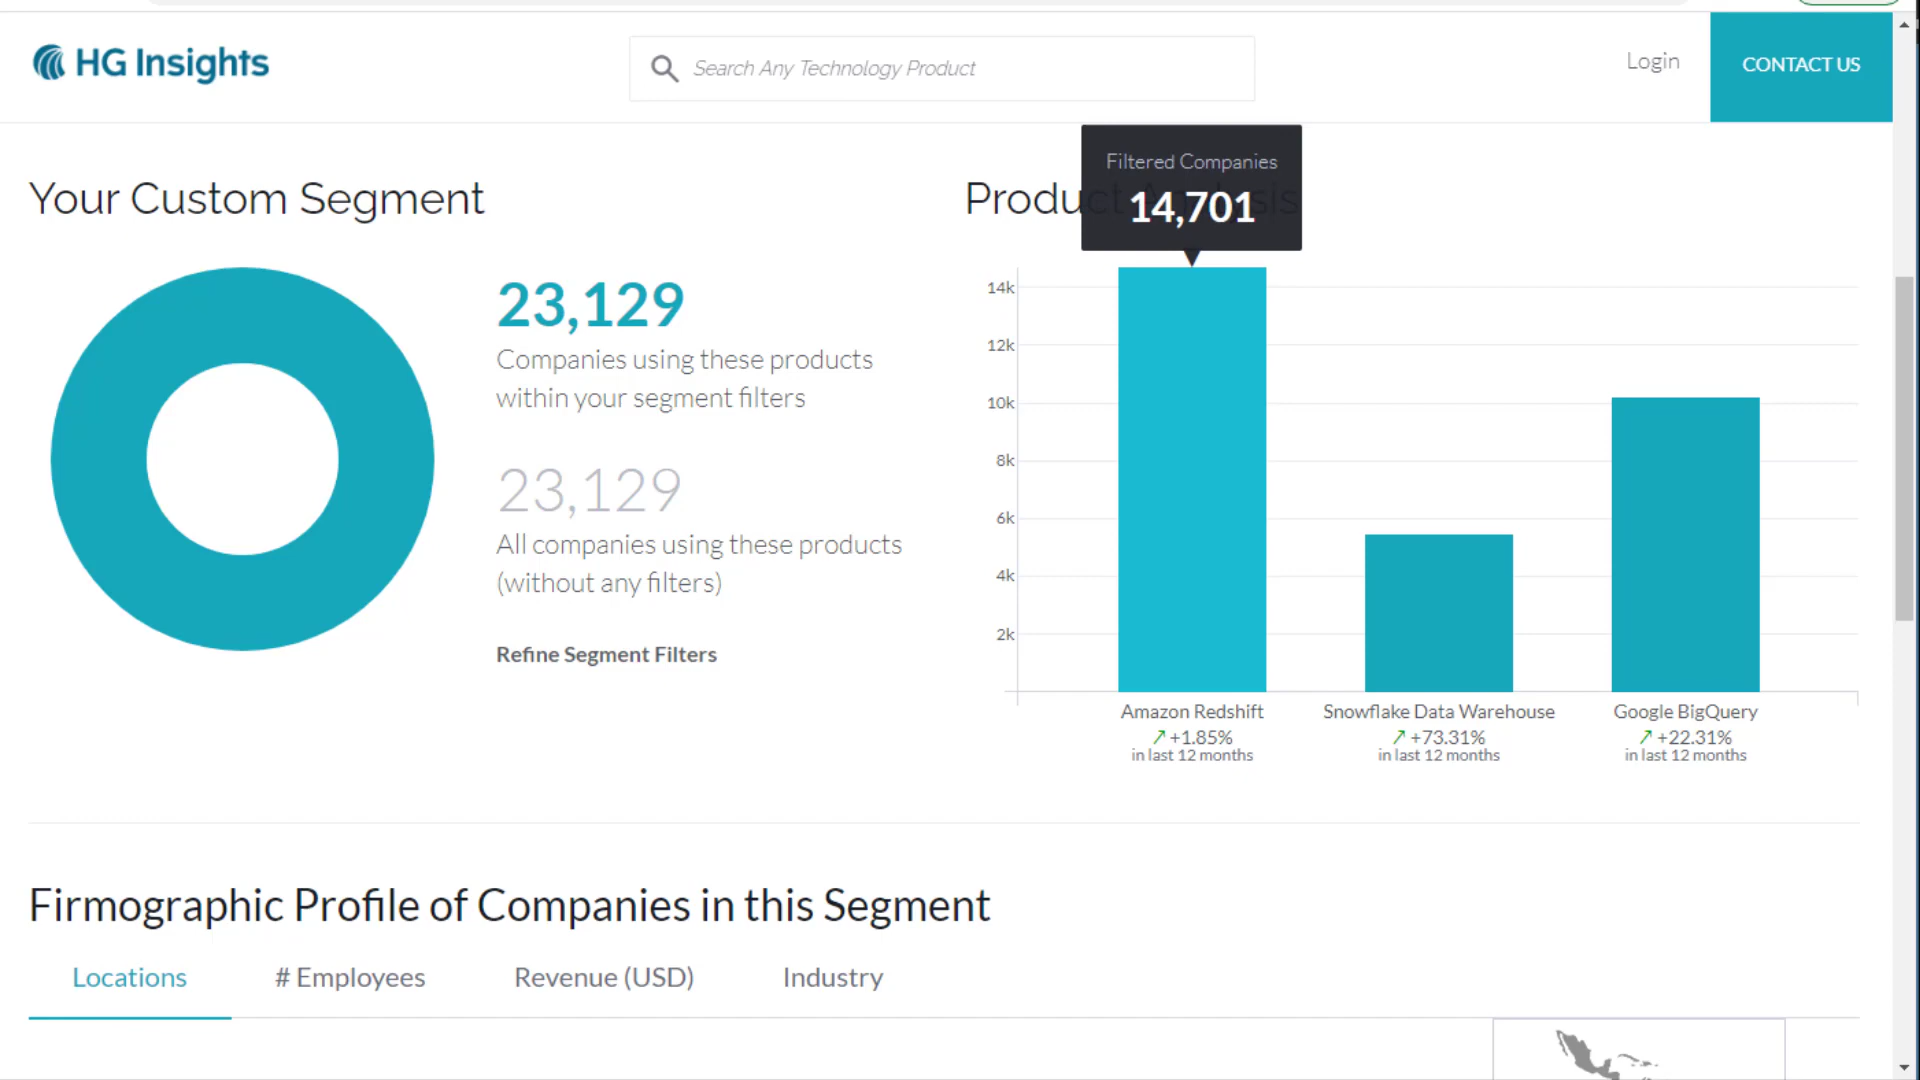 HG Insights
Search Any Technology Product
Login
CONTACT US
Your Custom Segment
23,129
Companies using these products
within your segment filters
23,129
All companies using these products
(without any filters)
Refine Segment Filters
Product Analysis
Filtered Companies
14,701
14k
12k
10k
8k
6k
4k
2k
Amazon Redshift
↗ +1.85%
in last 12 months
Snowflake Data Warehouse
↗ +73.31%
in last 12 months
Google BigQuery
↗ +22.31%
in last 12 months
Firmographic Profile of Companies in this Segment
Locations
# Employees
Revenue (USD)
Industry